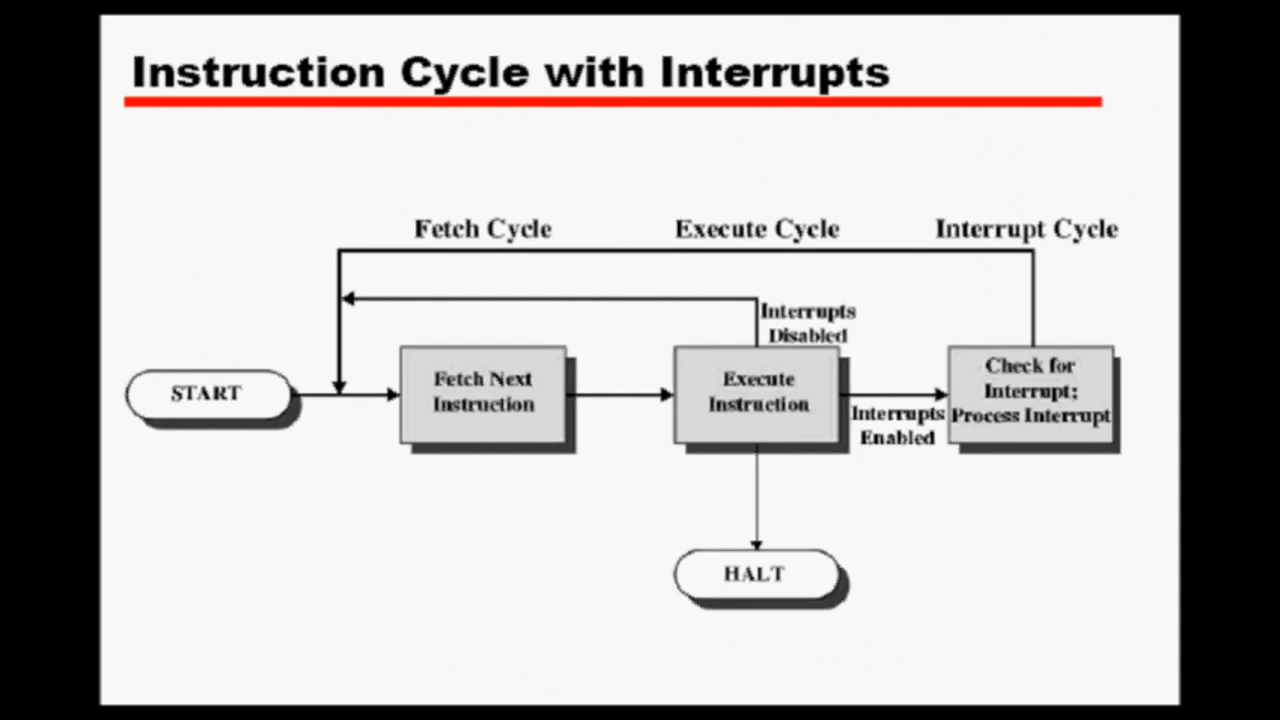 Instruction Cycle with Interrupts
Fetch Cycle
Execute Cycle
Interrupt Cycle
Interrupts
Disabled
START
Fetch Next
Instruction
Execute
Instruction
Interrupts
Enabled
Check for
Interrupt;
Process Interrupt
HALT